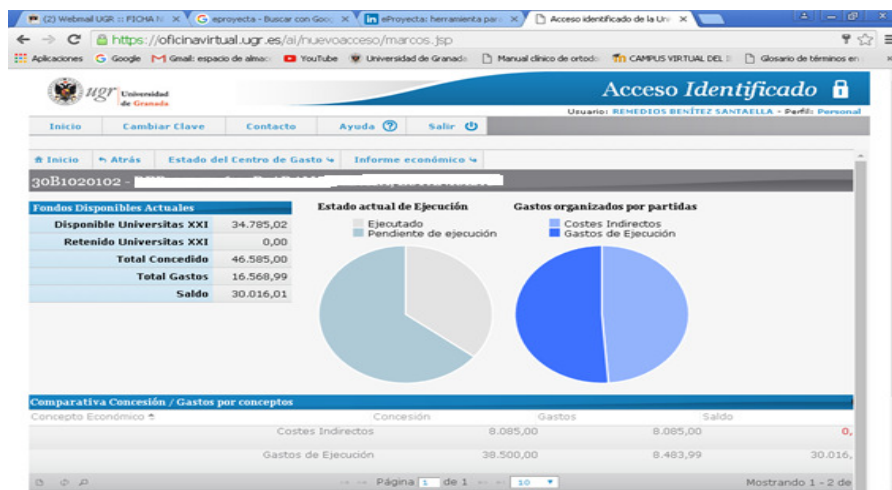 (2) Webmail UGR :: FICHA N
eproyecta - Buscar con Goo
eProyecta: herramienta par
Acceso identificado de la Un
https://oficinavirtual.ugr.es/ai/nuevoacceso/marcos.jsp
Aplicaciones Google Gmail: espacio de almac YouTube Universidad de Granada Manual clínico de ortod CAMPUS VIRTUAL DEL Glosario de términos en
ugr Universidad de Granada
Acceso Identificado
Usuario: REMEDIOS BENÍTEZ SANTAELLA - Perfil: Personal
Inicio Cambiar Clave Contacto Ayuda Salir
Inicio Atrás Estado del Centro de Gasto Informe económico
30B1020102 -
Fondos Disponibles Actuales
Disponible Universitas XXI 34.785,02
Retenido Universitas XXI 0,00
Total Concedido 46.585,00
Total Gastos 16.568,99
Saldo 30.016,01
Estado actual de Ejecución
Ejecutado
Pendiente de ejecución
Gastos organizados por partidas
Costes Indirectos
Gastos de Ejecución
Comparativa Concesión / Gastos por conceptos
Concepto Económico Concesión Gastos Saldo
Costes Indirectos 8.085,00 8.085,00 0,
Gastos de Ejecución 38.500,00 8.483,99 30.016,
Página 1 de 1 10 Mostrando 1 - 2 de